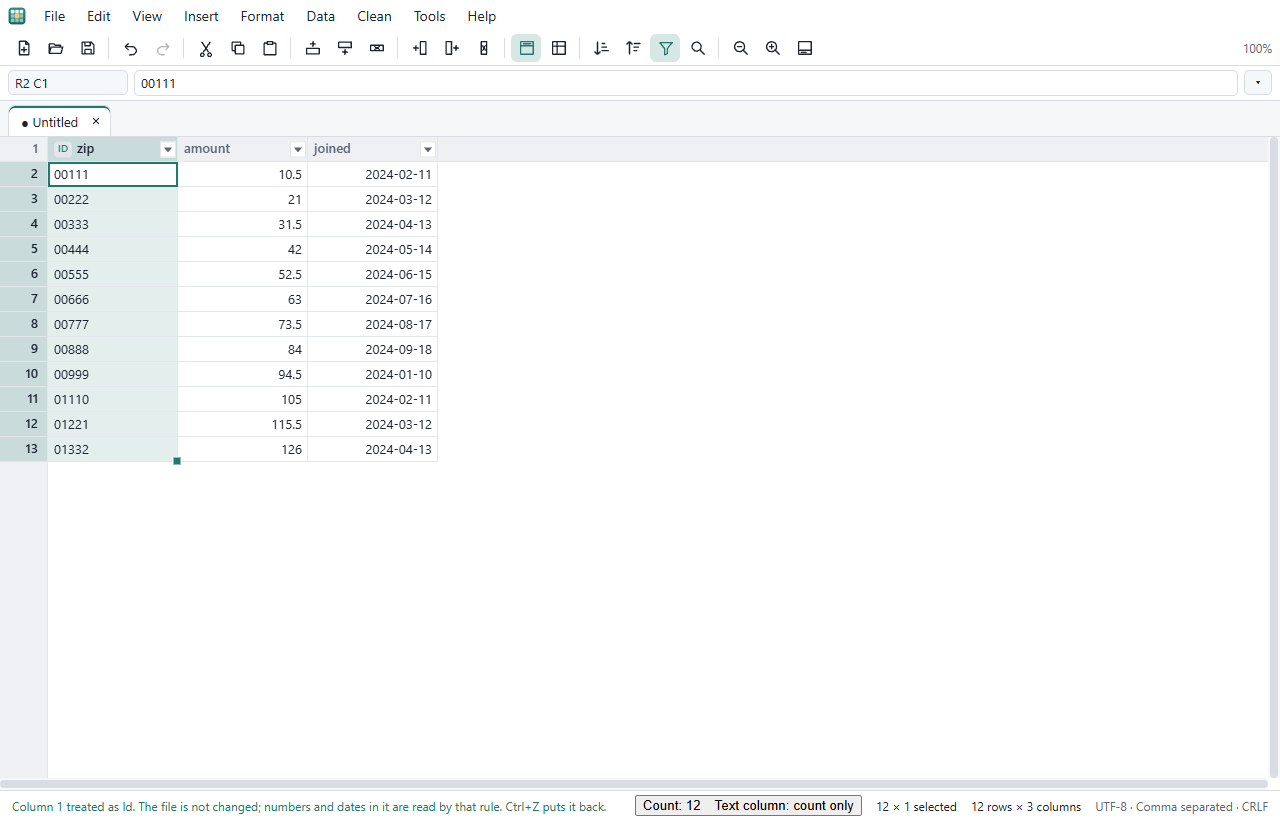 File Edit View Insert Format Data Clean Tools Help
100%
R2 C1 00111
● Untitled ×
1 ID zip amount joined
2 00111 10.5 2024-02-11
3 00222 21 2024-03-12
4 00333 31.5 2024-04-13
5 00444 42 2024-05-14
6 00555 52.5 2024-06-15
7 00666 63 2024-07-16
8 00777 73.5 2024-08-17
9 00888 84 2024-09-18
10 00999 94.5 2024-01-10
11 01110 105 2024-02-11
12 01221 115.5 2024-03-12
13 01332 126 2024-04-13
Column 1 treated as Id. The file is not changed; numbers and dates in it are read by that rule. Ctrl+Z puts it back. Count: 12 Text column: count only 12 × 1 selected 12 rows × 3 columns UTF-8 · Comma separated · CRLF